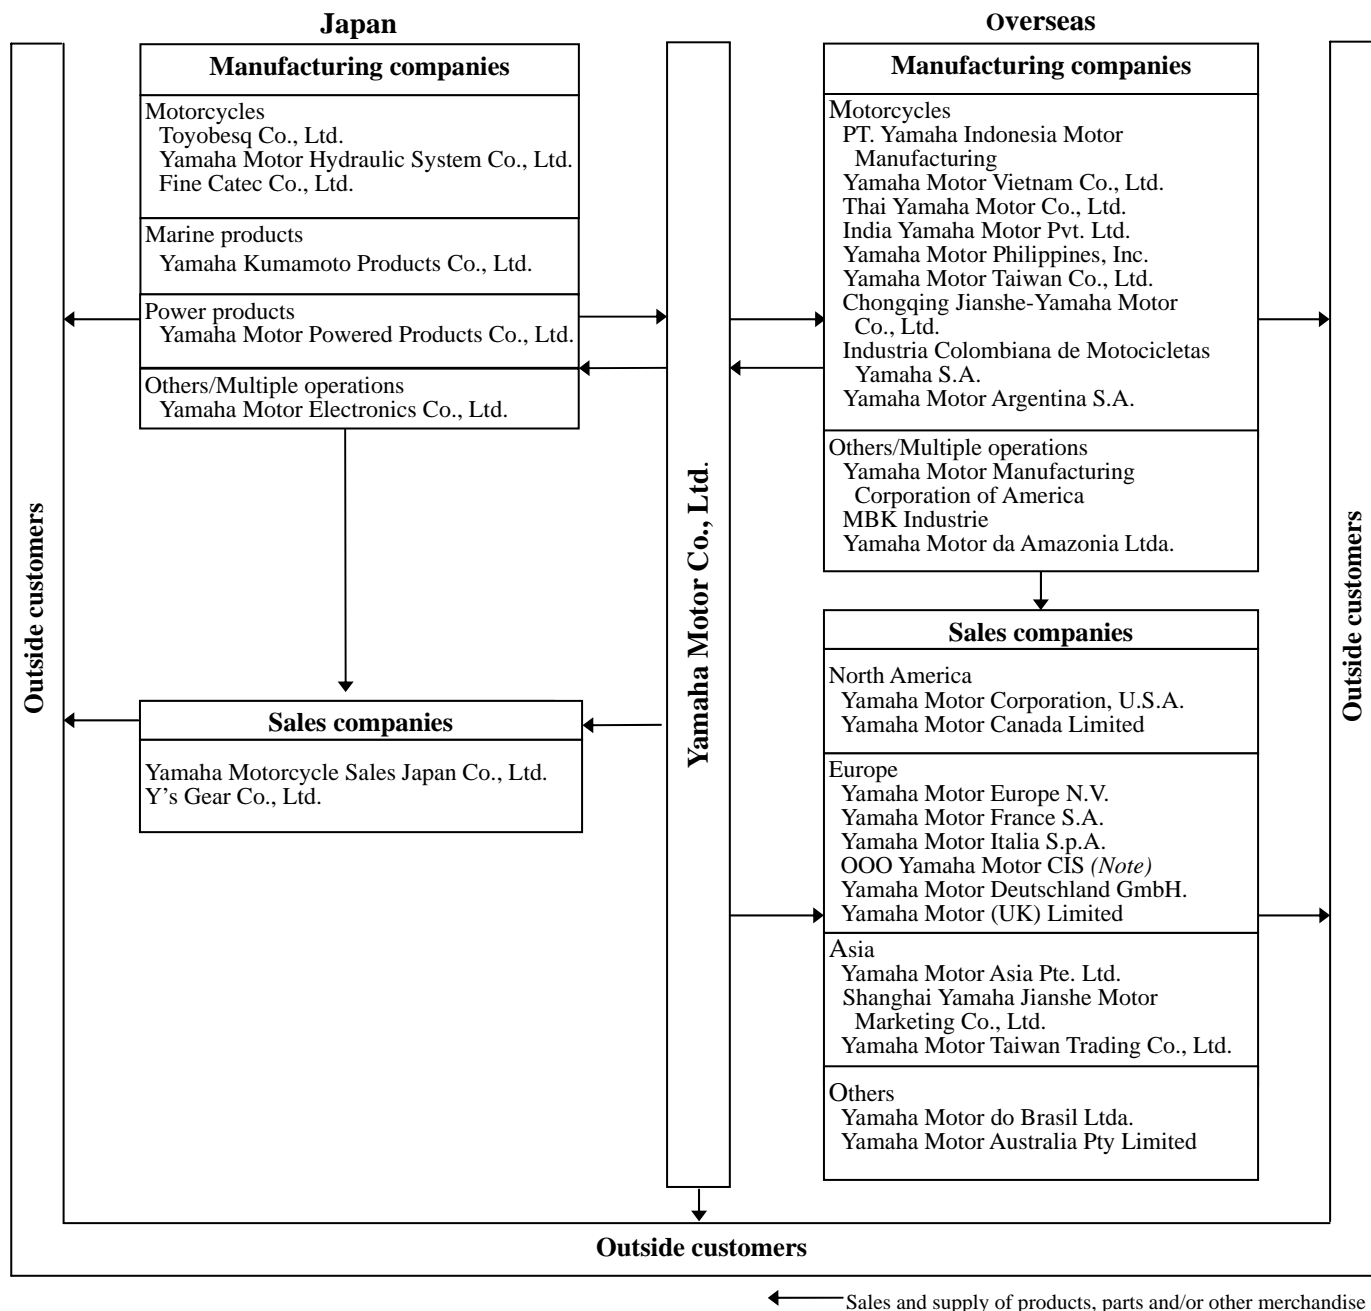 Japan
Manufacturing companies
Motorcycles
Toyobesq Co., Ltd.
Yamaha Motor Hydraulic System Co., Ltd.
Fine Catec Co., Ltd.
Marine products
Yamaha Kumamoto Products Co., Ltd.
Power products
Yamaha Motor Powered Products Co., Ltd.
Others/Multiple operations
Yamaha Motor Electronics Co., Ltd.
Sales companies
Yamaha Motorcycle Sales Japan Co., Ltd.
Y's Gear Co., Ltd.
Outside customers
Yamaha Motor Co., Ltd.
Overseas
Manufacturing companies
Motorcycles
PT. Yamaha Indonesia Motor
Manufacturing
Yamaha Motor Vietnam Co., Ltd.
Thai Yamaha Motor Co., Ltd.
India Yamaha Motor Pvt. Ltd.
Yamaha Motor Philippines, Inc.
Yamaha Motor Taiwan Co., Ltd.
Chongqing Jianshe-Yamaha Motor
Co., Ltd.
Industria Colombiana de Motocicletas
Yamaha S.A.
Yamaha Motor Argentina S.A.
Others/Multiple operations
Yamaha Motor Manufacturing
Corporation of America
MBK Industrie
Yamaha Motor da Amazonia Ltda.
Sales companies
North America
Yamaha Motor Corporation, U.S.A.
Yamaha Motor Canada Limited
Europe
Yamaha Motor Europe N.V.
Yamaha Motor France S.A.
Yamaha Motor Italia S.p.A.
OOO Yamaha Motor CIS (Note)
Yamaha Motor Deutschland GmbH.
Yamaha Motor (UK) Limited
Asia
Yamaha Motor Asia Pte. Ltd.
Shanghai Yamaha Jianshe Motor
Marketing Co., Ltd.
Yamaha Motor Taiwan Trading Co., Ltd.
Others
Yamaha Motor do Brasil Ltda.
Yamaha Motor Australia Pty Limited
Outside customers
Outside customers
Sales and supply of products, parts and/or other merchandise